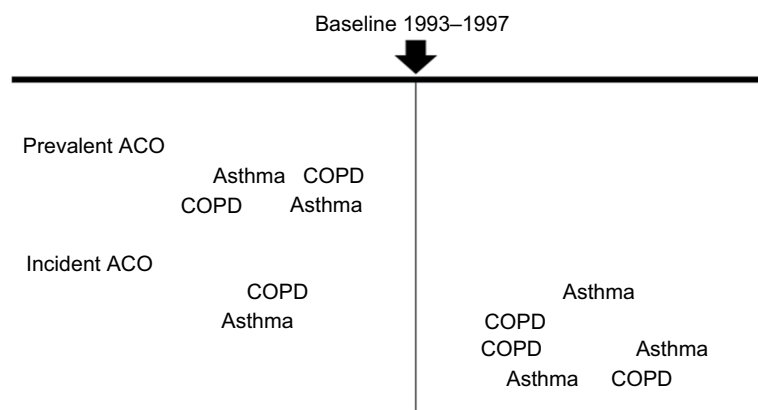 Baseline 1993–1997
Prevalent ACO
Asthma COPD
COPD Asthma
Incident ACO
COPD Asthma
Asthma COPD
COPD Asthma
Asthma COPD